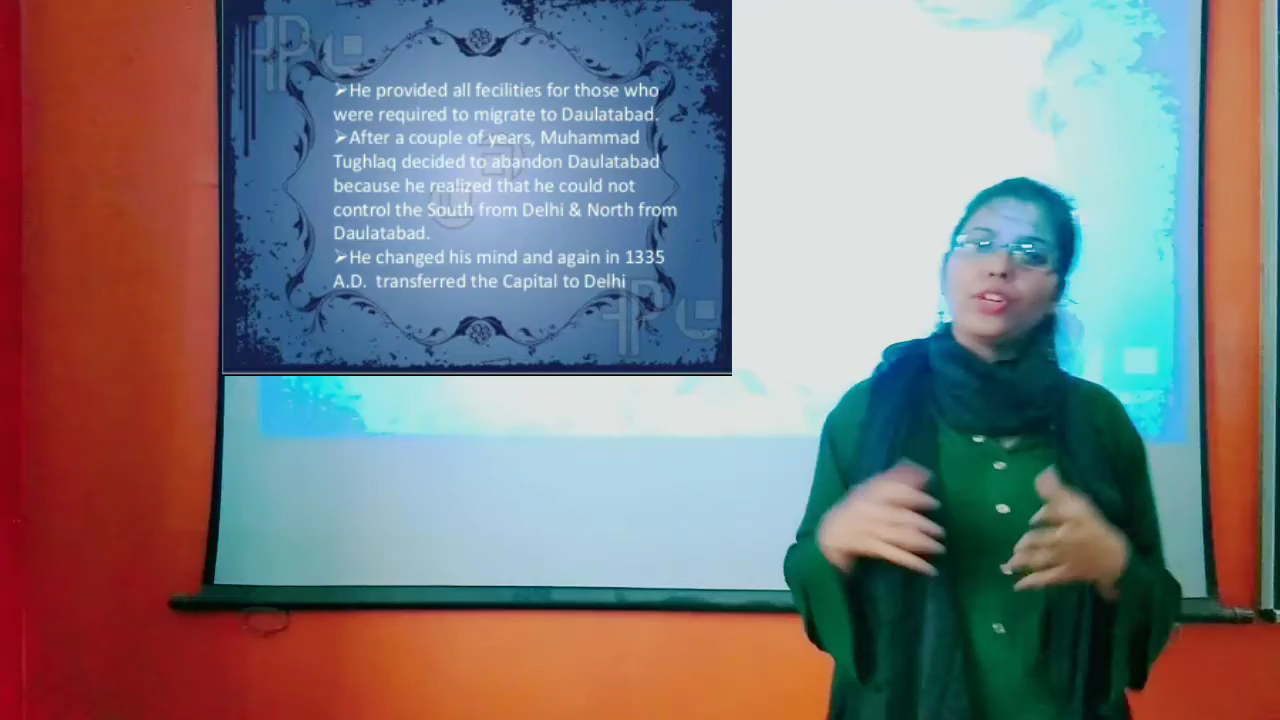 ➢He provided all fecilities for those who
were required to migrate to Daulatabad.
➢After a couple of years, Muhammad
Tughlaq decided to abandon Daulatabad
because he realized that he could not
control the South from Delhi & North from
Daulatabad.
➢He changed his mind and again in 1335
A.D.  transferred the Capital to Delhi